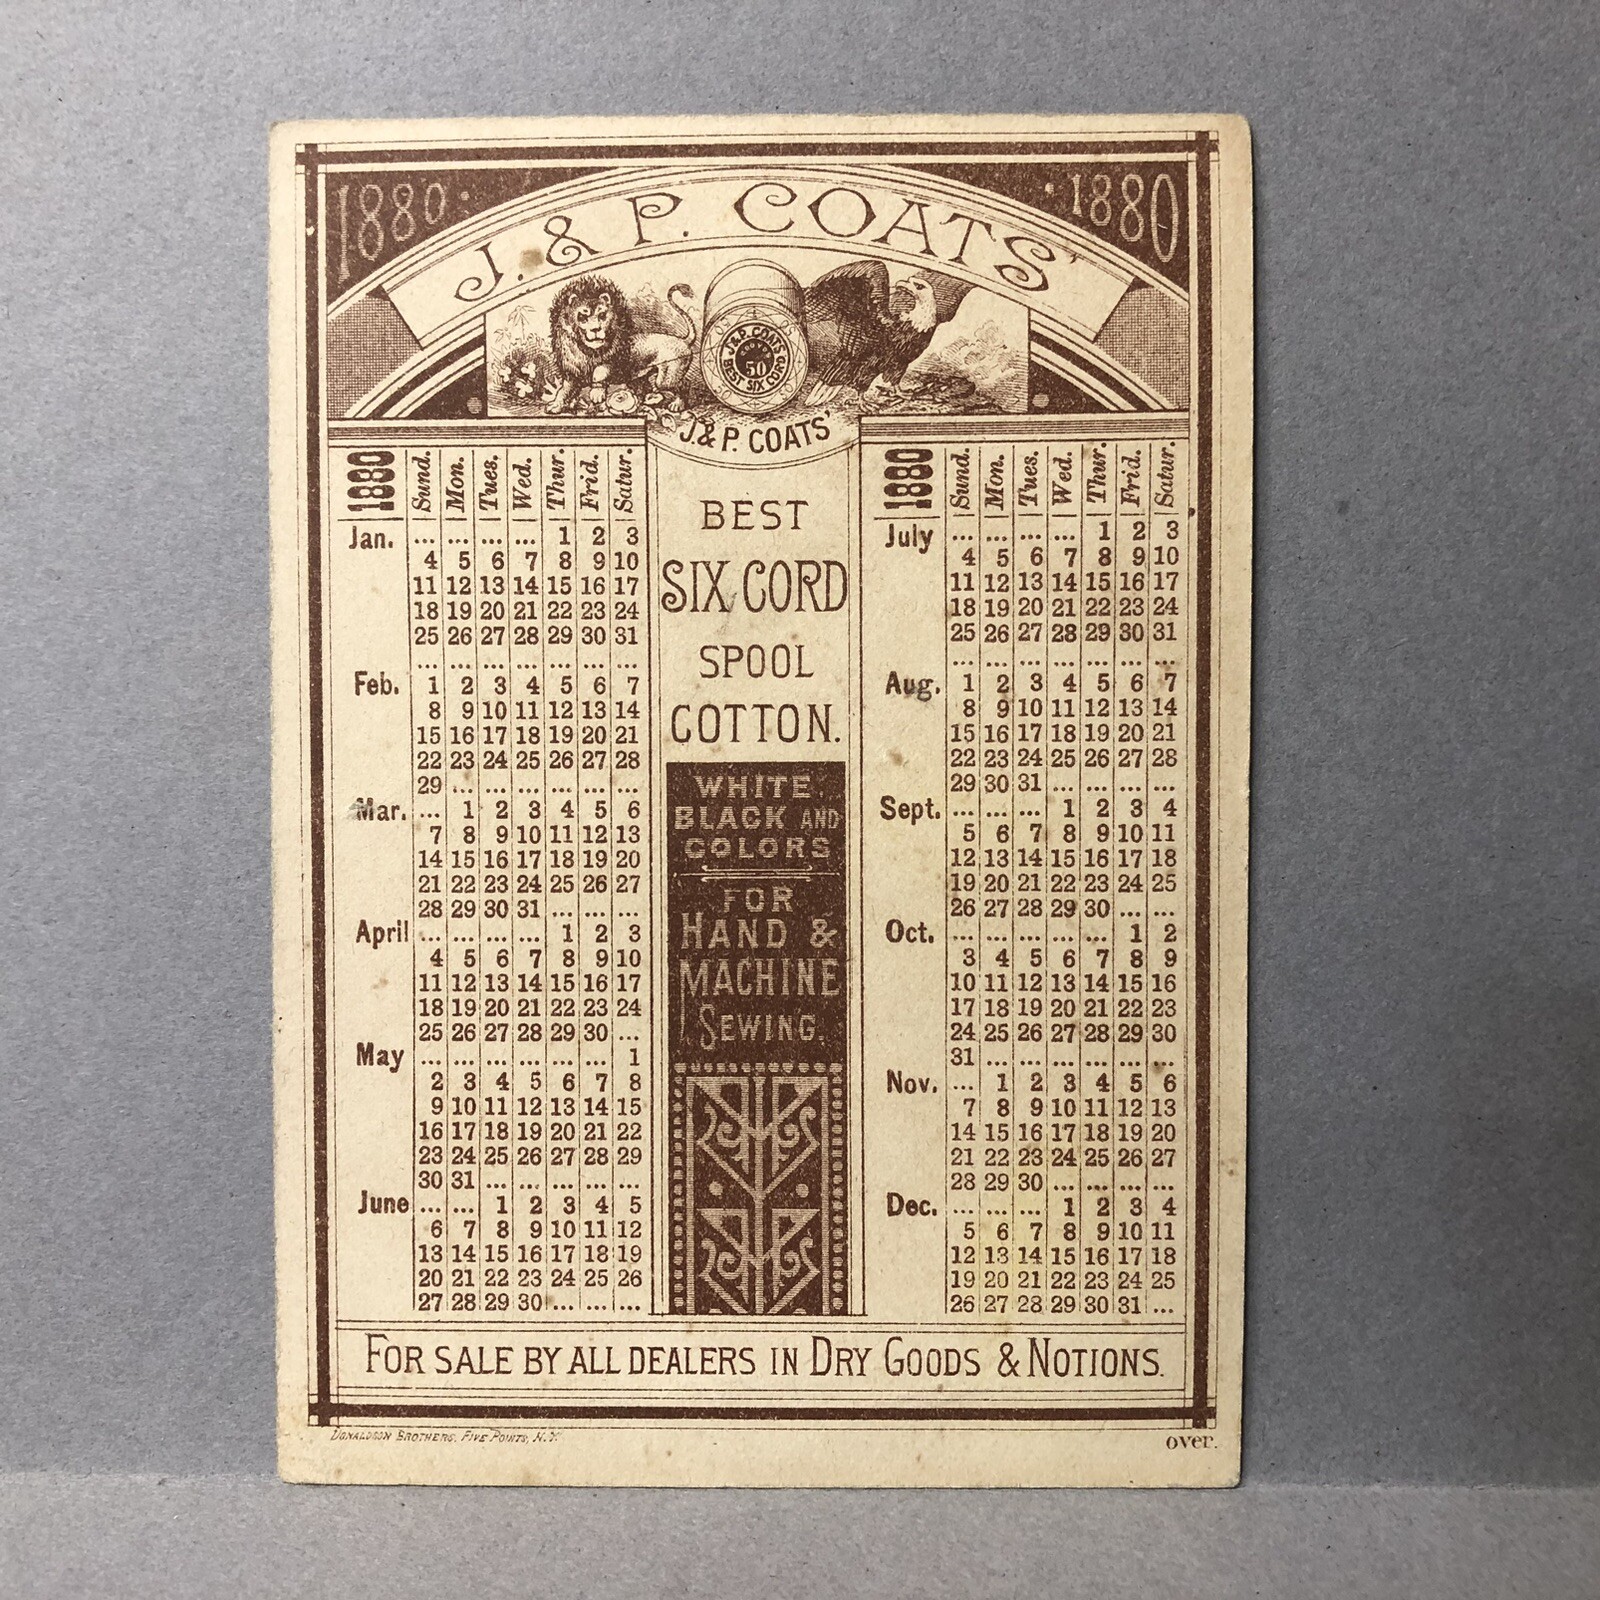 1880
1880
J. & P. COATS'
J. & P. COATS'
BEST SIX CORD
50
J. & P. COATS'
1880 Sund. Mon. Tues. Wed. Thur. Frid. Satur.
Jan. ... ... ... ... 1 2 3
4 5 6 7 8 9 10
11 12 13 14 15 16 17
18 19 20 21 22 23 24
25 26 27 28 29 30 31
... ... ... ... ... ... ...
Feb. 1 2 3 4 5 6 7
8 9 10 11 12 13 14
15 16 17 18 19 20 21
22 23 24 25 26 27 28
29 ... ... ... ... ... ...
Mar. ... 1 2 3 4 5 6
7 8 9 10 11 12 13
14 15 16 17 18 19 20
21 22 23 24 25 26 27
28 29 30 31 ... ... ...
April ... ... ... ... 1 2 3
4 5 6 7 8 9 10
11 12 13 14 15 16 17
18 19 20 21 22 23 24
25 26 27 28 29 30 ...
May ... ... ... ... ... ... 1
2 3 4 5 6 7 8
9 10 11 12 13 14 15
16 17 18 19 20 21 22
23 24 25 26 27 28 29
30 31 ... ... ... ... ...
June ... ... 1 2 3 4 5
6 7 8 9 10 11 12
13 14 15 16 17 18 19
20 21 22 23 24 25 26
27 28 29 30 ... ... ...
BEST
SIX CORD
SPOOL
COTTON.
WHITE
BLACK AND
COLORS
FOR
HAND &
MACHINE
SEWING.
1880 Sund. Mon. Tues. Wed. Thur. Frid. Satur.
July ... ... ... ... 1 2 3
4 5 6 7 8 9 10
11 12 13 14 15 16 17
18 19 20 21 22 23 24
25 26 27 28 29 30 31
... ... ... ... ... ... ...
Aug. 1 2 3 4 5 6 7
8 9 10 11 12 13 14
15 16 17 18 19 20 21
22 23 24 25 26 27 28
29 30 31 ... ... ... ...
Sept. ... ... ... 1 2 3 4
5 6 7 8 9 10 11
12 13 14 15 16 17 18
19 20 21 22 23 24 25
26 27 28 29 30 ... ...
Oct. ... ... ... ... ... 1 2
3 4 5 6 7 8 9
10 11 12 13 14 15 16
17 18 19 20 21 22 23
24 25 26 27 28 29 30
31 ... ... ... ... ... ...
Nov. ... 1 2 3 4 5 6
7 8 9 10 11 12 13
14 15 16 17 18 19 20
21 22 23 24 25 26 27
28 29 30 ... ... ... ...
Dec. ... ... ... 1 2 3 4
5 6 7 8 9 10 11
12 13 14 15 16 17 18
19 20 21 22 23 24 25
26 27 28 29 30 31 ...
FOR SALE BY ALL DEALERS IN DRY GOODS & NOTIONS.
DONALDSON BROTHERS, FIVE POINTS, N.Y.
over.